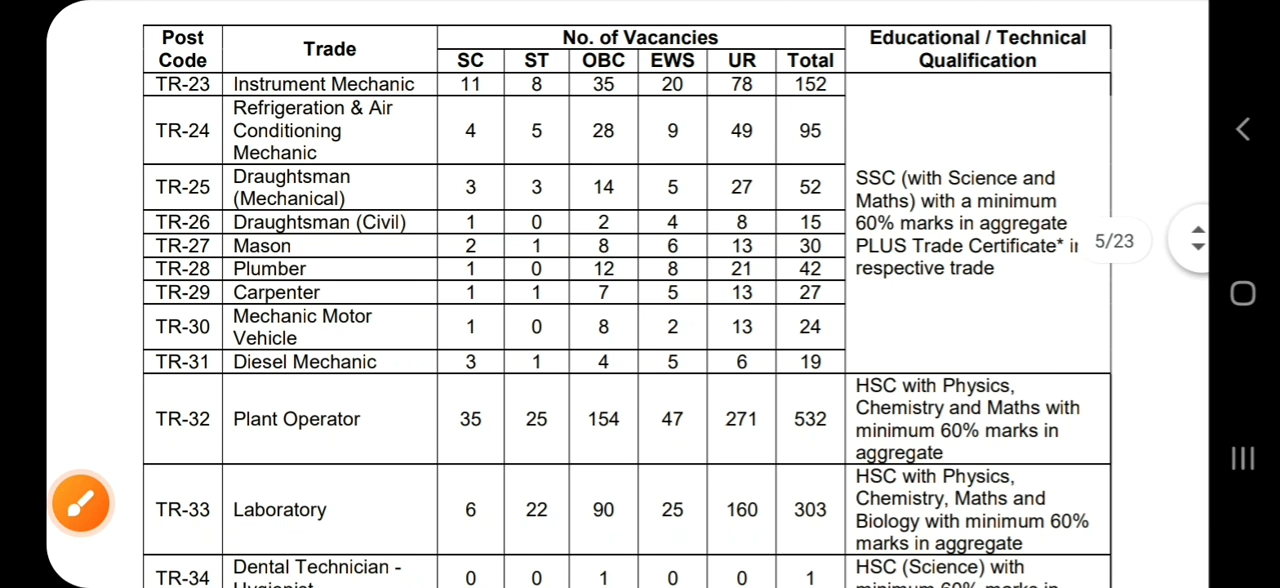 Post Code Trade No. of Vacancies Educational / Technical Qualification
SC ST OBC EWS UR Total
TR-23 Instrument Mechanic 11 8 35 20 78 152
TR-24 Refrigeration & Air Conditioning Mechanic 4 5 28 9 49 95
TR-25 Draughtsman (Mechanical) 3 3 14 5 27 52
TR-26 Draughtsman (Civil) 1 0 2 4 8 15
TR-27 Mason 2 1 8 6 13 30
TR-28 Plumber 1 0 12 8 21 42
TR-29 Carpenter 1 1 7 5 13 27
TR-30 Mechanic Motor Vehicle 1 0 8 2 13 24
TR-31 Diesel Mechanic 3 1 4 5 6 19
SSC (with Science and
Maths) with a minimum
60% marks in aggregate
PLUS Trade Certificate*
respective trade
5/23
TR-32 Plant Operator 35 25 154 47 271 532
HSC with Physics,
Chemistry and Maths with
minimum 60% marks in
aggregate
TR-33 Laboratory 6 22 90 25 160 303
HSC with Physics,
Chemistry, Maths and
Biology with minimum 60%
marks in aggregate
TR-34 Dental Technician - 0 0 1 0 0 1
HSC (Science) with